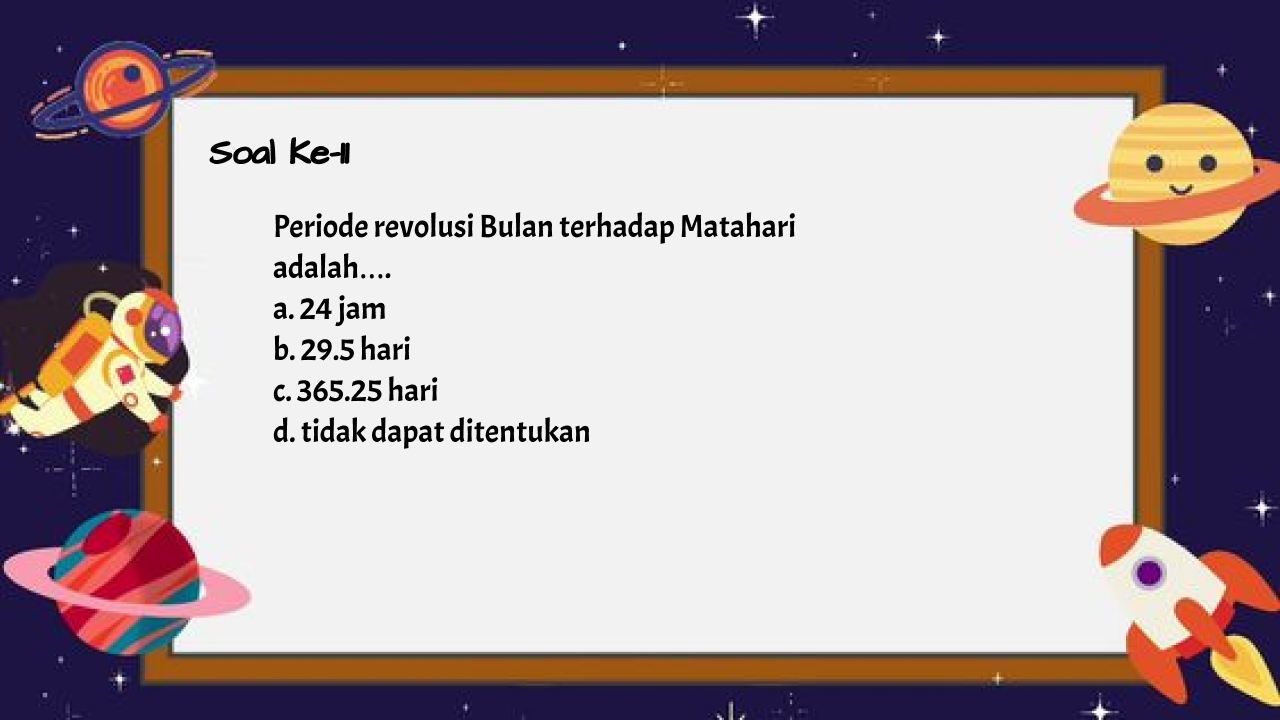 Soal Ke-11
Periode revolusi Bulan terhadap Matahari
adalah....
a. 24 jam
b. 29.5 hari
c. 365.25 hari
d. tidak dapat ditentukan